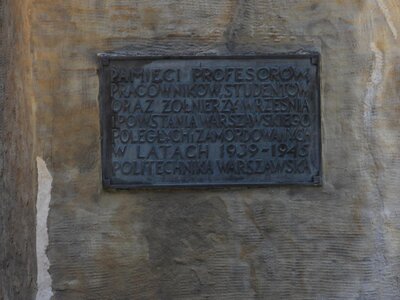 PAMIĘCI PROFESORÓW
PRACOWNIKÓW, STUDENTÓW
ORAZ ŻOŁNIERZY WRZEŚNIA
I POWSTANIA WARSZAWSKIEGO
POLEGŁYCH I ZAMORDOWANYCH
W LATACH 1939-1945
POLITECHNIKA WARSZAWSKA